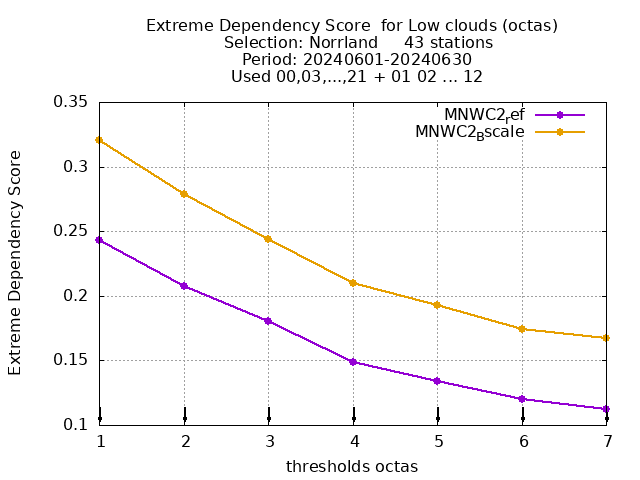 Extreme Dependency Score  for Low clouds (octas)
Selection: Norrland     43 stations
Period: 20240601-20240630
Used 00,03,...,21 + 01 02 ... 12
MNWC2_ref
MNWC2_Bscale
Extreme Dependency Score
0.35
0.3
0.25
0.2
0.15
0.1
1 2 3 4 5 6 7
thresholds octas